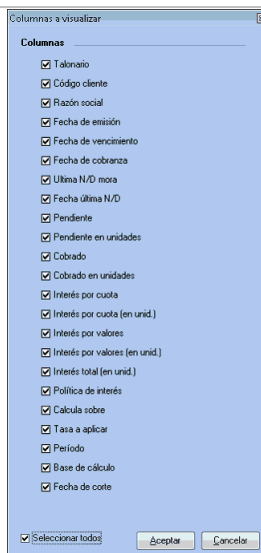 Columnas a visualizar
Columnas
Talonario
Código cliente
Razón social
Fecha de emisión
Fecha de vencimiento
Fecha de cobranza
Ultima N/D mora
Fecha última N/D
Pendiente
Pendiente en unidades
Cobrado
Cobrado en unidades
Interés por cuota
Interés por cuota (en unid.)
Interés por valores
Interés por valores (en unid.)
Interés total (en unid.)
Política de interés
Calcula sobre
Tasa a aplicar
Período
Base de cálculo
Fecha de corte
Seleccionar todos Aceptar Cancelar